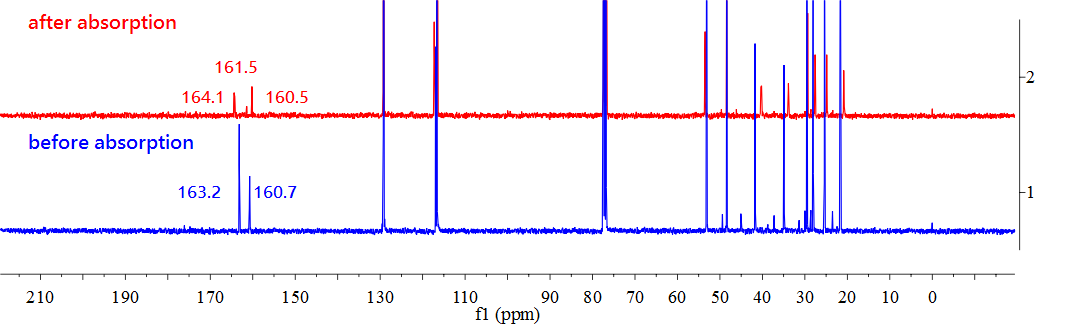 after absorption
161.5
164.1 160.5
2
before absorption
163.2 160.7
1
210 190 170 150 130 110 90 80 70 60 50 40 30 20 10 0
f1 (ppm)